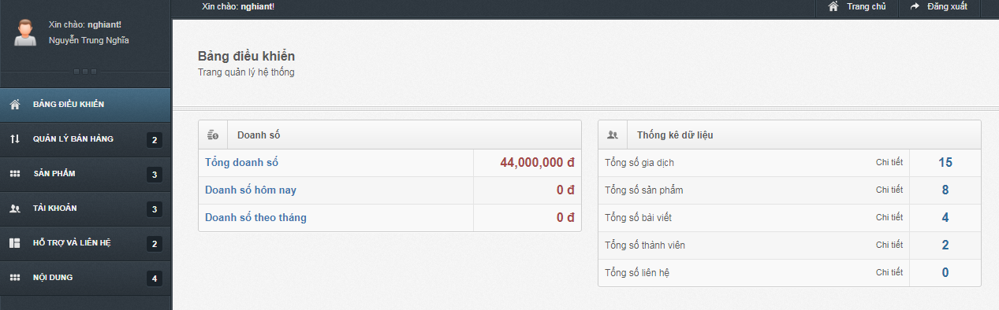 Xin chào: nghiant!
Nguyễn Trung Nghĩa
BẢNG ĐIỀU KHIỂN
QUẢN LÝ BÁN HÀNG 2
SẢN PHẨM 3
TÀI KHOẢN 3
HỖ TRỢ VÀ LIÊN HỆ 2
NỘI DUNG 4
Xin chào: nghiant! Trang chủ Đăng xuất
Bảng điều khiển
Trang quản lý hệ thống
Doanh số
Tổng doanh số 44,000,000 đ
Doanh số hôm nay 0 đ
Doanh số theo tháng 0 đ
Thống kê dữ liệu
Tổng số gia dịch Chi tiết 15
Tổng số sản phẩm Chi tiết 8
Tổng số bài viết Chi tiết 4
Tổng số thành viên Chi tiết 2
Tổng số liên hệ Chi tiết 0